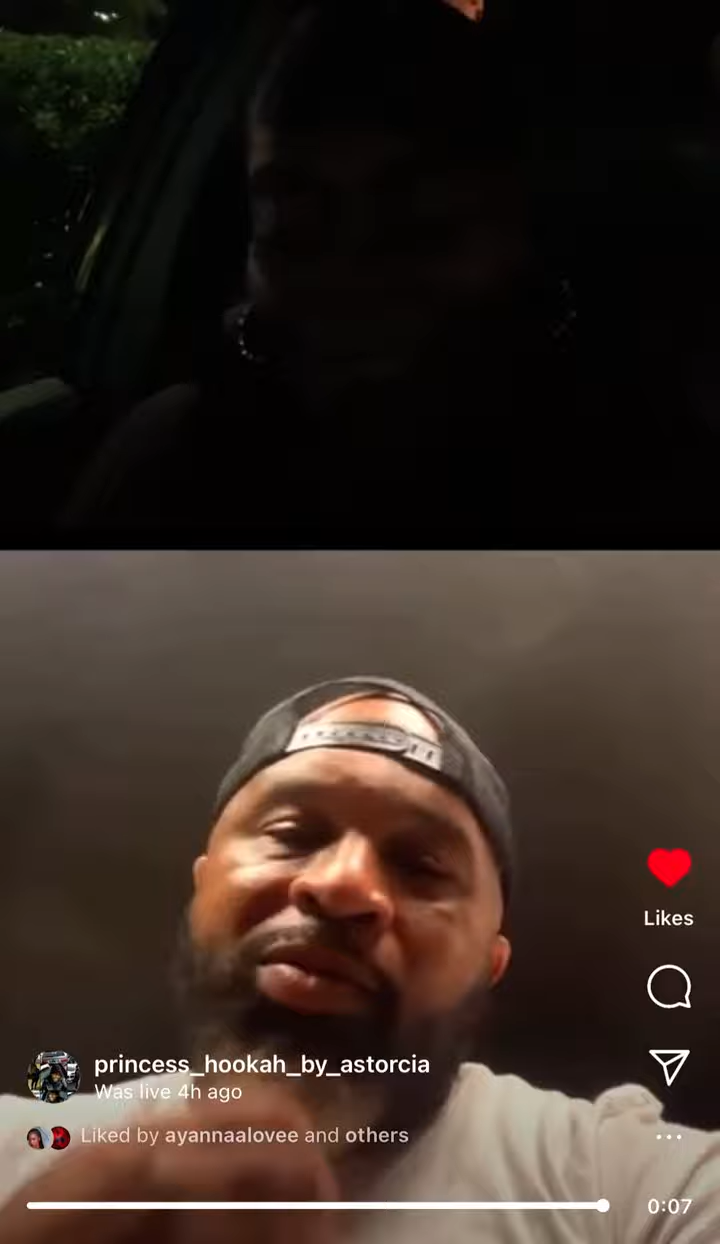 Likes
princess_hookah_by_astorcia
Was live 4h ago
Liked by ayannaalovee and others
0:07